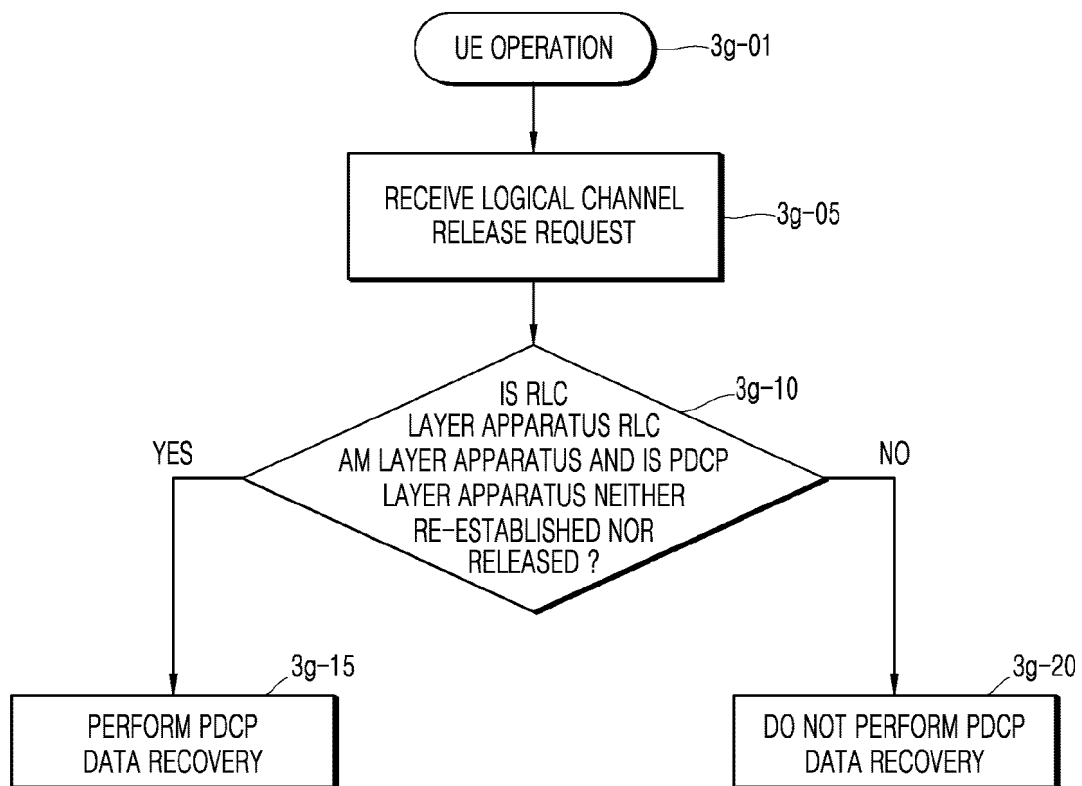 UE OPERATION
3g-01
RECEIVE LOGICAL CHANNEL
RELEASE REQUEST
3g-05
IS RLC
LAYER APPARATUS RLC
AM LAYER APPARATUS AND IS PDCP
LAYER APPARATUS NEITHER
RE-ESTABLISHED NOR
RELEASED ?
3g-10
YES
NO
3g-15
PERFORM PDCP
DATA RECOVERY
3g-20
DO NOT PERFORM PDCP
DATA RECOVERY